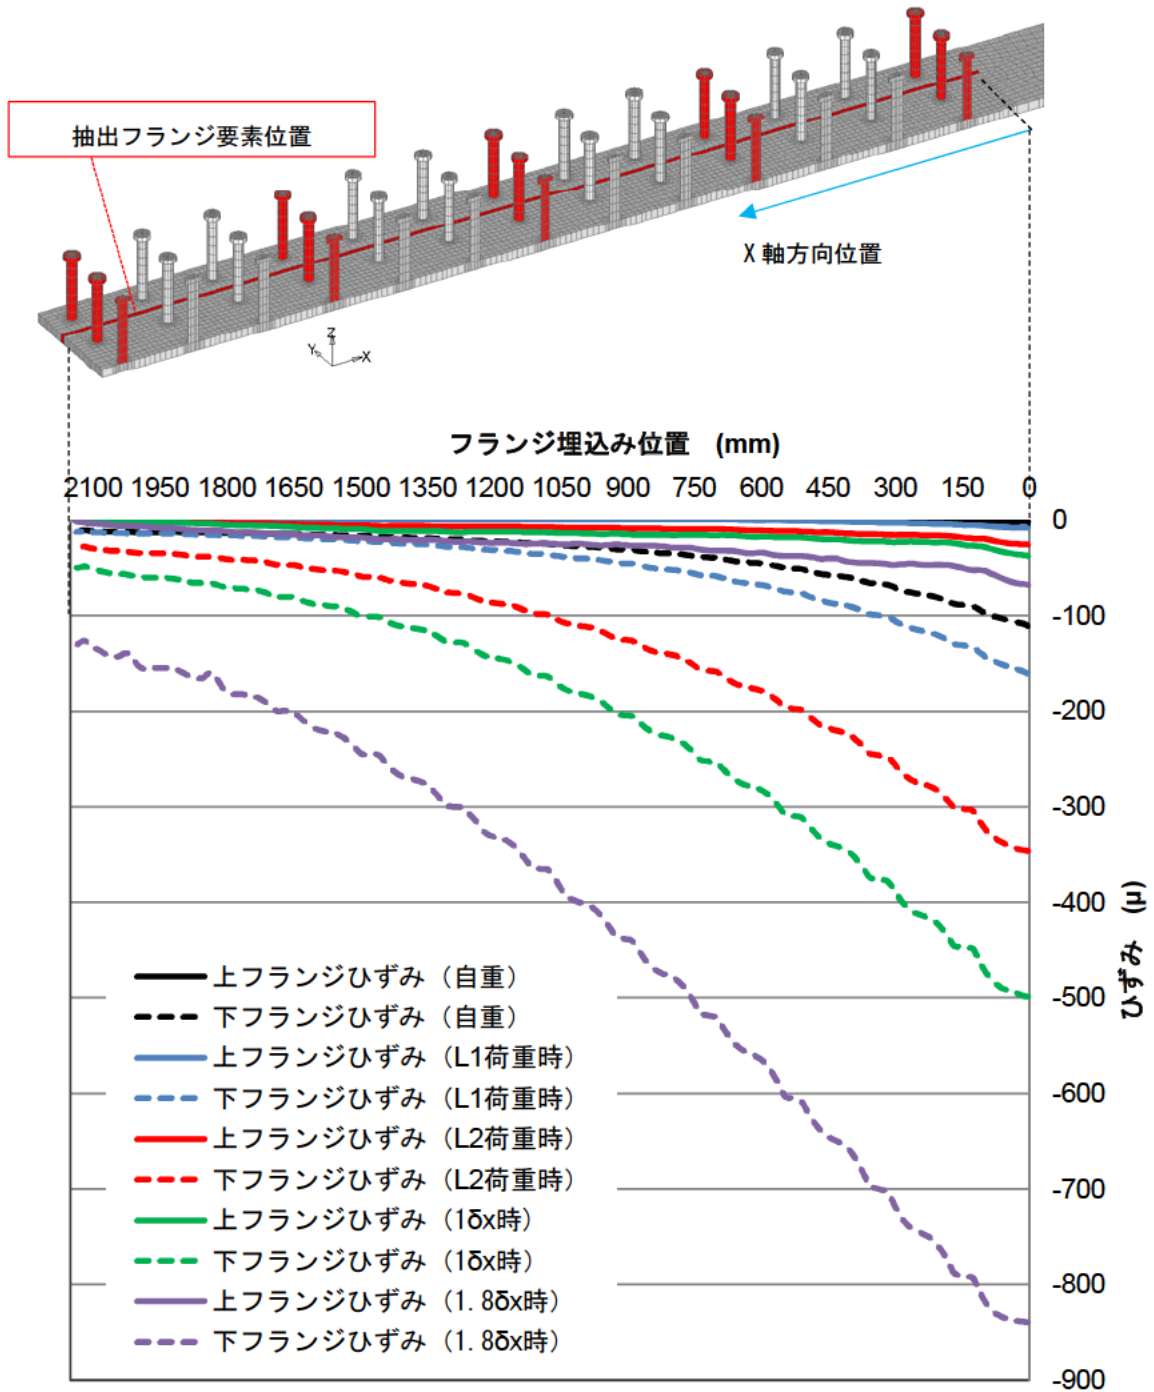 抽出フランジ要素位置
X 軸方向位置
Z
Y
X
フランジ埋込み位置 (mm)
2100 1950 1800 1650 1500 1350 1200 1050 900 750 600 450 300 150 0
0
-100
-200
-300
-400
-500
-600
-700
-800
-900
ひずみ (μ)
上フランジひずみ（自重）
下フランジひずみ（自重）
上フランジひずみ（L1荷重時）
下フランジひずみ（L1荷重時）
上フランジひずみ（L2荷重時）
下フランジひずみ（L2荷重時）
上フランジひずみ（1δx時）
下フランジひずみ（1δx時）
上フランジひずみ（1.8δx時）
下フランジひずみ（1.8δx時）